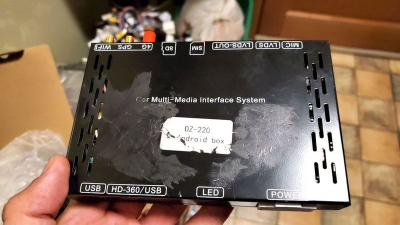 WIFI GPS 4G SD SIM LVDS-OUT LVDS MIC
For Multi-Media Interface System
DZ-220
android box
USB HD-360/USB LED POWER